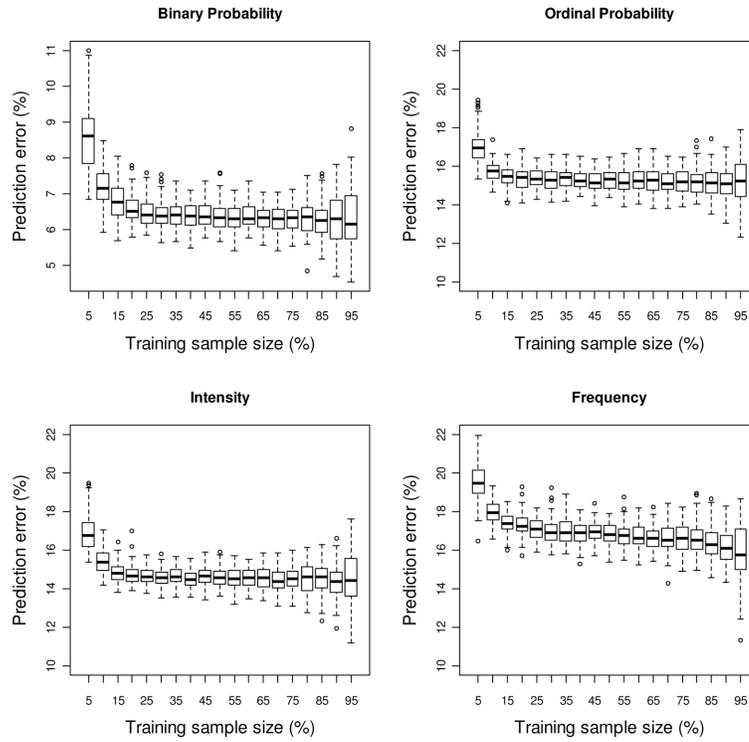 Binary Probability
Prediction error (%)
11
10
9
8
7
6
5
5 15 25 35 45 55 65 75 85 95
Training sample size (%)
Ordinal Probability
Prediction error (%)
22
20
18
16
14
12
10
5 15 25 35 45 55 65 75 85 95
Training sample size (%)
Intensity
Prediction error (%)
22
20
18
16
14
12
10
5 15 25 35 45 55 65 75 85 95
Training sample size (%)
Frequency
Prediction error (%)
22
20
18
16
14
12
10
5 15 25 35 45 55 65 75 85 95
Training sample size (%)